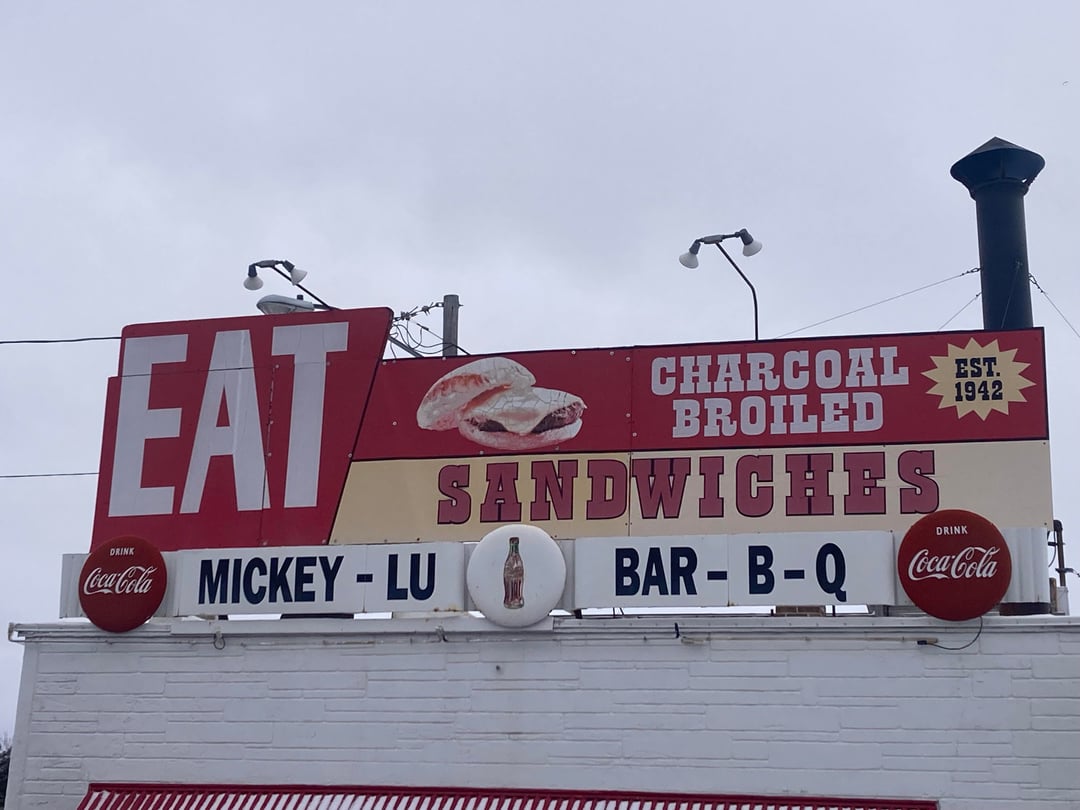 EAT
CHARCOAL
BROILED
EST.
1942
SANDWICHES
DRINK
Coca-Cola
MICKEY - LU
BAR - B - Q
DRINK
Coca-Cola